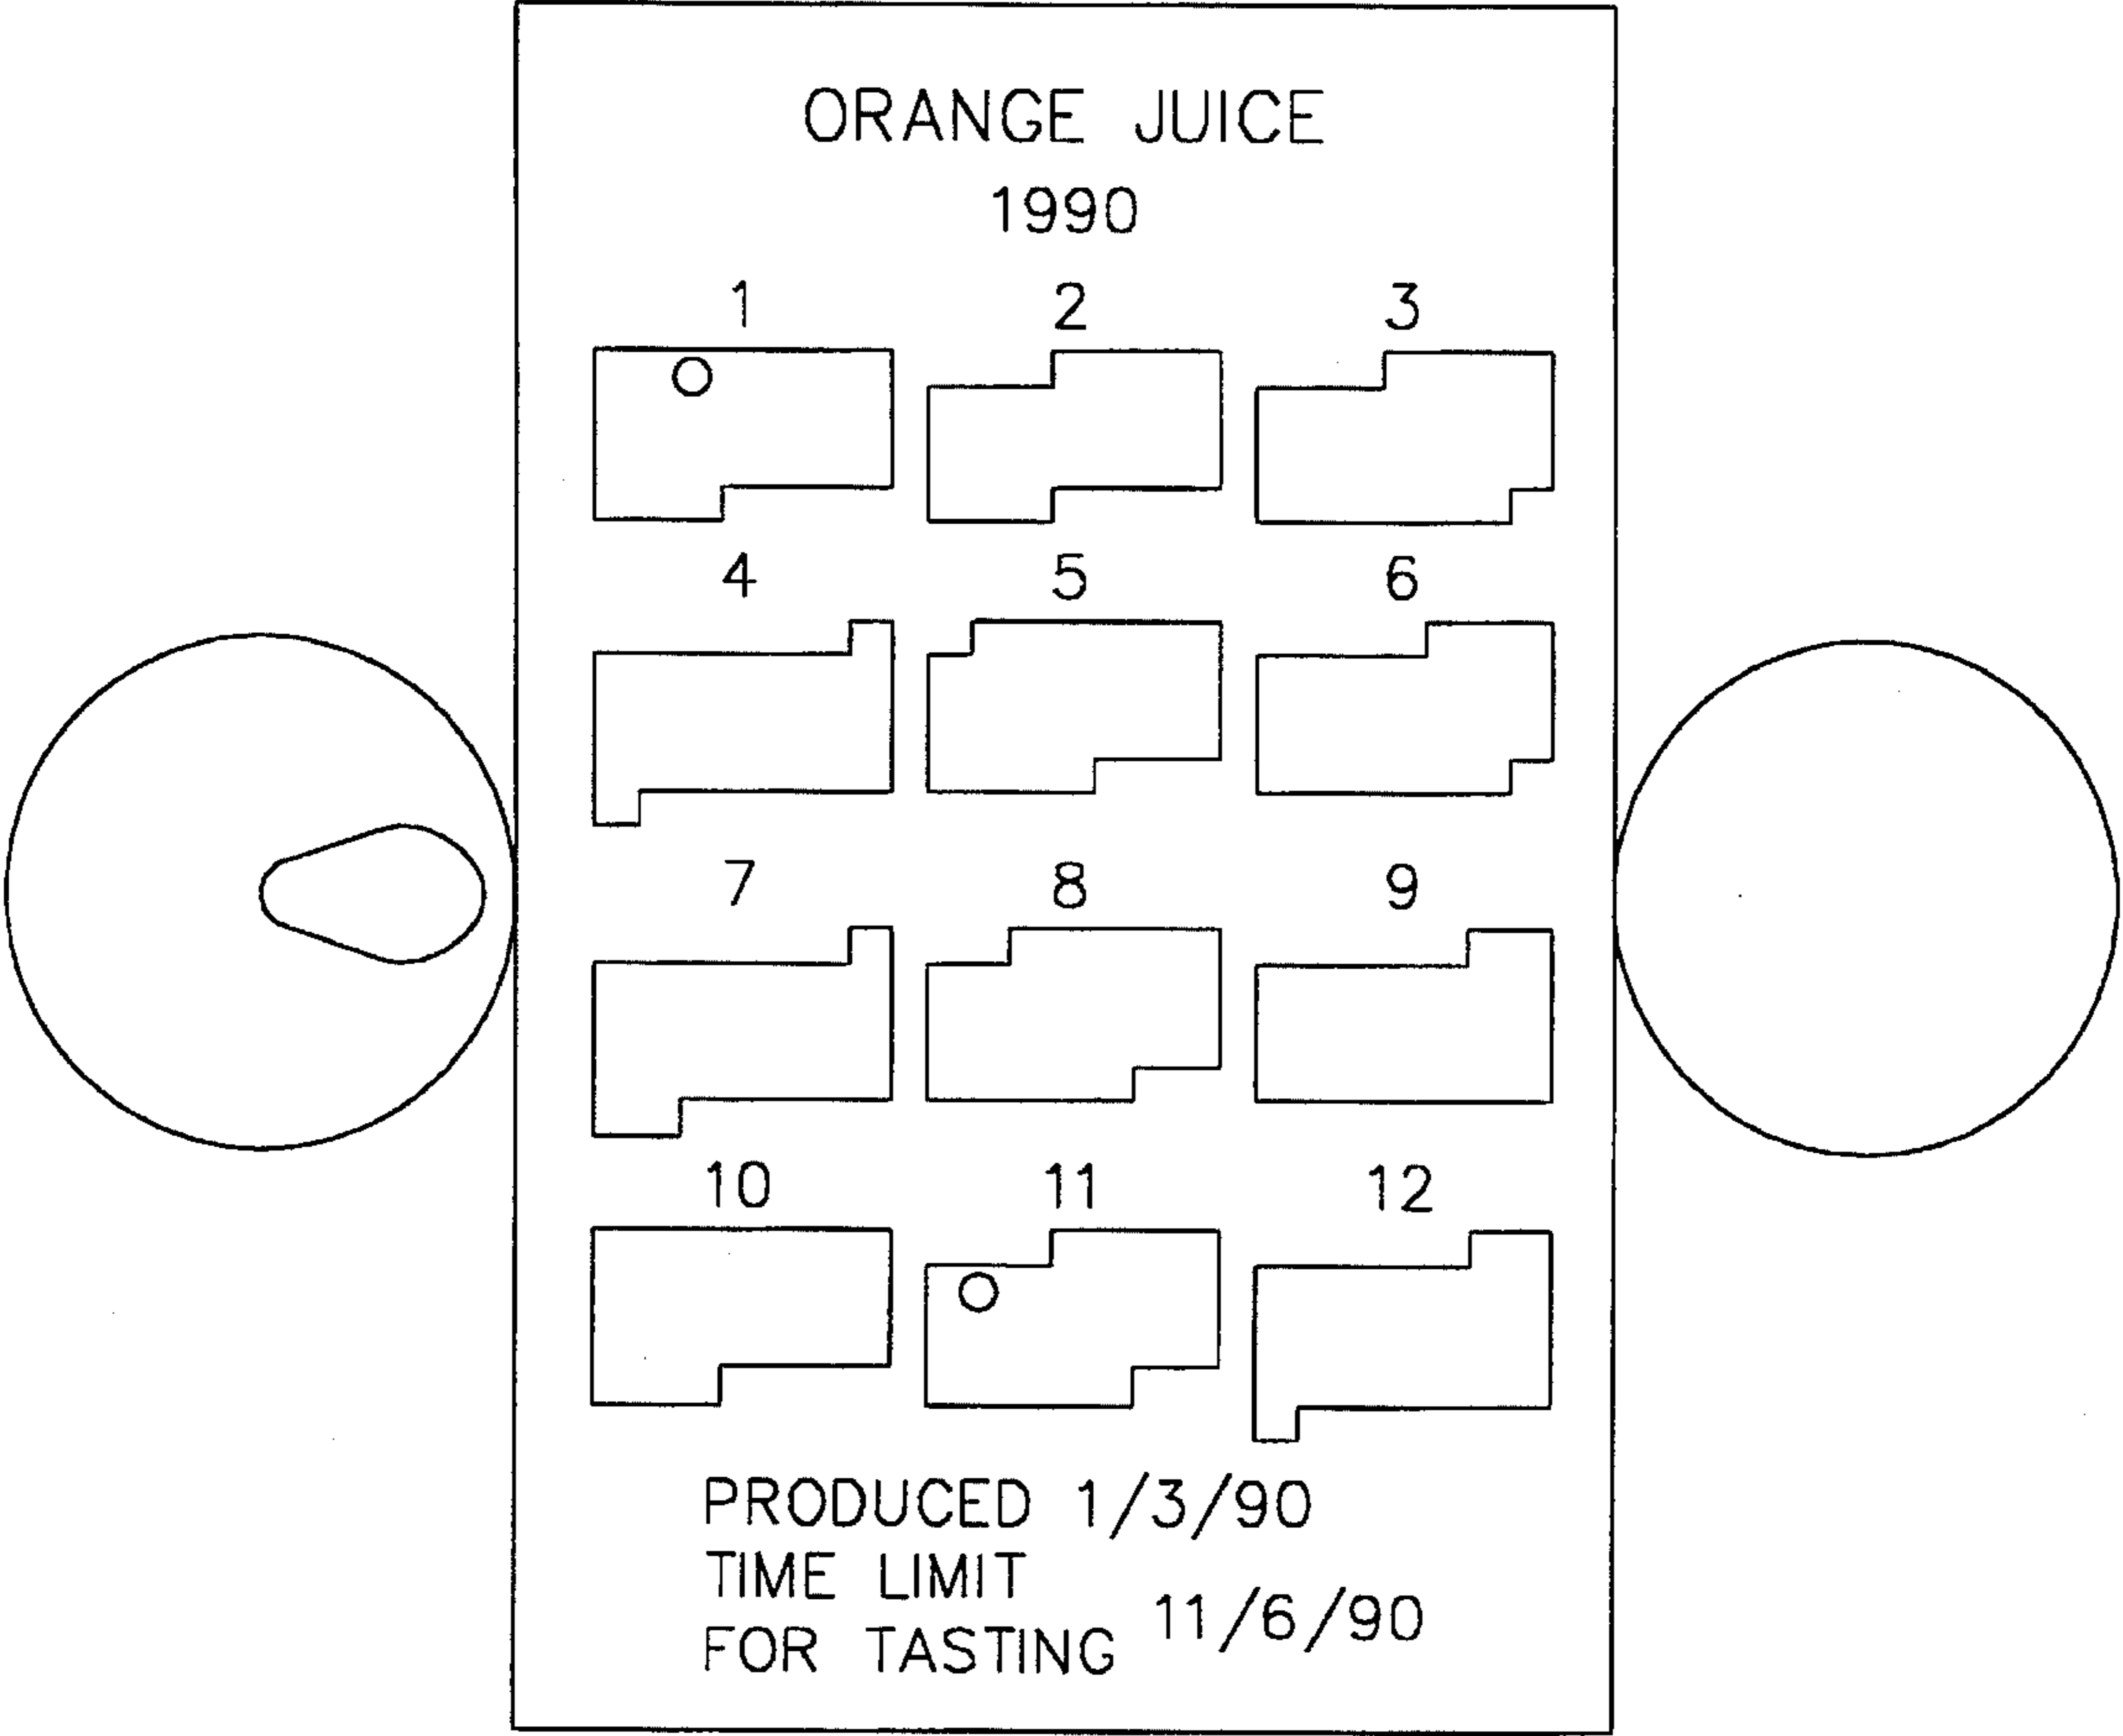 ORANGE JUICE
1990
1 2 3
4 5 6
7 8 9
10 11 12
PRODUCED 1/3/90
TIME LIMIT
FOR TASTING 11/6/90